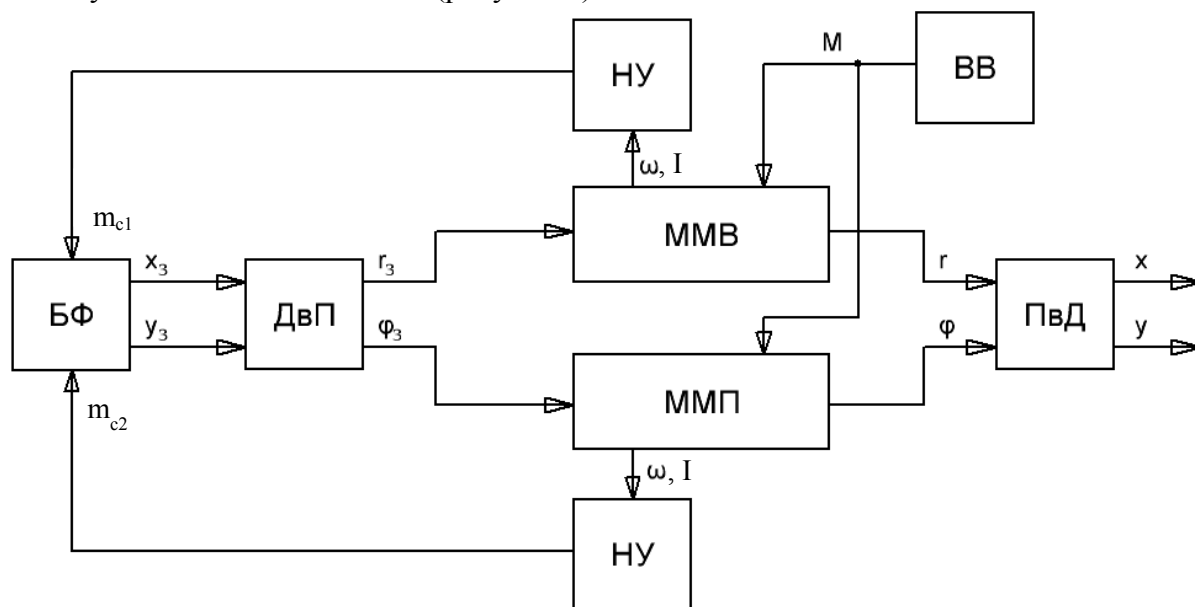 М
НУ
ВВ
ω, I
m_c1
ММВ
x_з
r_з
r
x
БФ
ДвП
ПвД
y_з
φ_з
φ
y
ММП
m_c2
ω, I
НУ